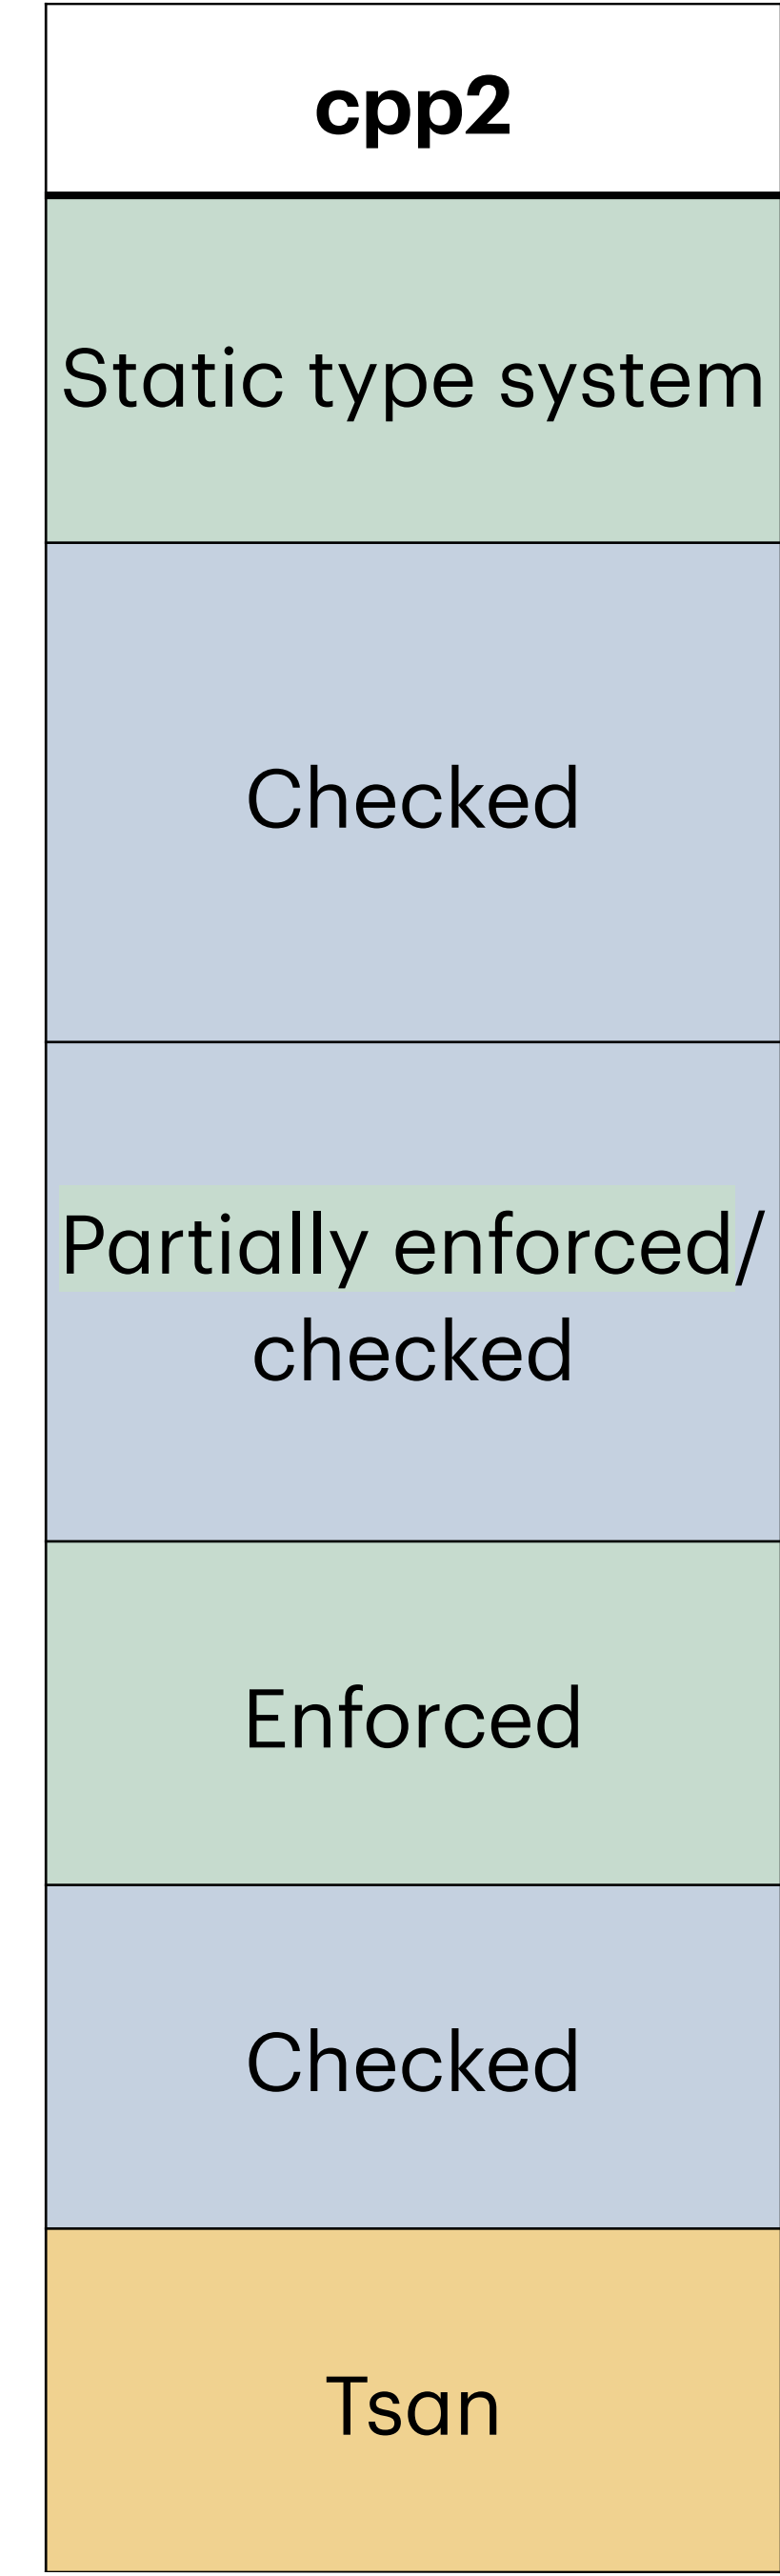 cpp2
Static type system
Checked
Partially enforced/
checked
Enforced
Checked
Tsan